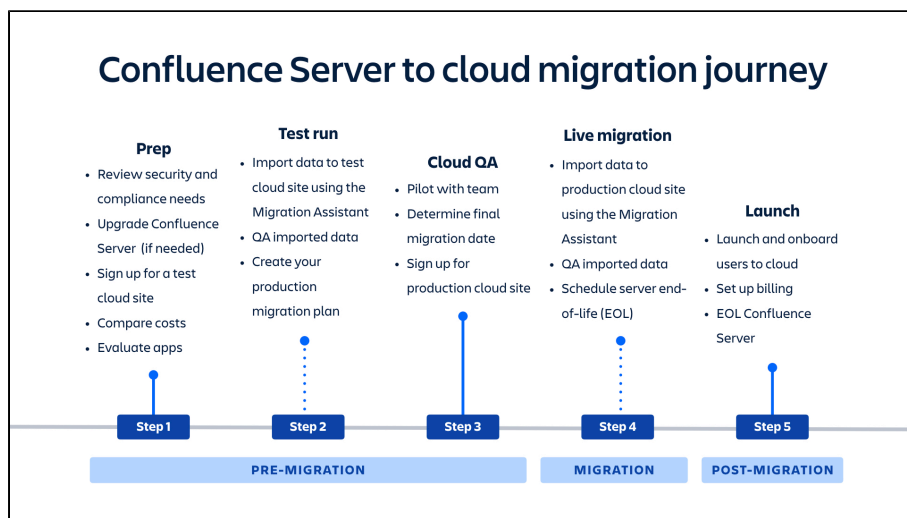 Confluence Server to cloud migration journey
Prep
• Review security and
compliance needs
• Upgrade Confluence
Server (if needed)
• Sign up for a test
cloud site
• Compare costs
• Evaluate apps
Test run
• Import data to test
cloud site using the
Migration Assistant
• QA imported data
• Create your
production
migration plan
Cloud QA
• Pilot with team
• Determine final
migration date
• Sign up for
production cloud site
Live migration
• Import data to
production cloud site
using the Migration
Assistant
• QA imported data
• Schedule server end-
of-life (EOL)
Launch
• Launch and onboard
users to cloud
• Set up billing
• EOL Confluence
Server
Step 1
Step 2
Step 3
Step 4
Step 5
PRE-MIGRATION
MIGRATION
POST-MIGRATION